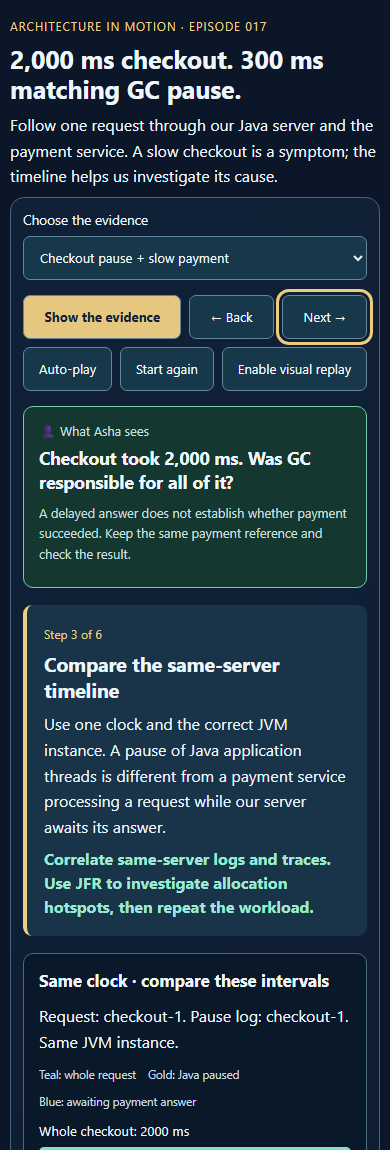 ARCHITECTURE IN MOTION · EPISODE 017
2,000 ms checkout. 300 ms
matching GC pause.
Follow one request through our Java server and the
payment service. A slow checkout is a symptom; the
timeline helps us investigate its cause.
Choose the evidence
Checkout pause + slow payment
Show the evidence
← Back
Next →
Auto-play
Start again
Enable visual replay
What Asha sees
Checkout took 2,000 ms. Was GC
responsible for all of it?
A delayed answer does not establish whether payment
succeeded. Keep the same payment reference and
check the result.
Step 3 of 6
Compare the same-server
timeline
Use one clock and the correct JVM
instance. A pause of Java application
threads is different from a payment service
processing a request while our server
awaits its answer.
Correlate same-server logs and traces.
Use JFR to investigate allocation
hotspots, then repeat the workload.
Same clock · compare these intervals
Request: checkout-1. Pause log: checkout-1.
Same JVM instance.
Teal: whole request Gold: Java paused
Blue: awaiting payment answer
Whole checkout: 2000 ms